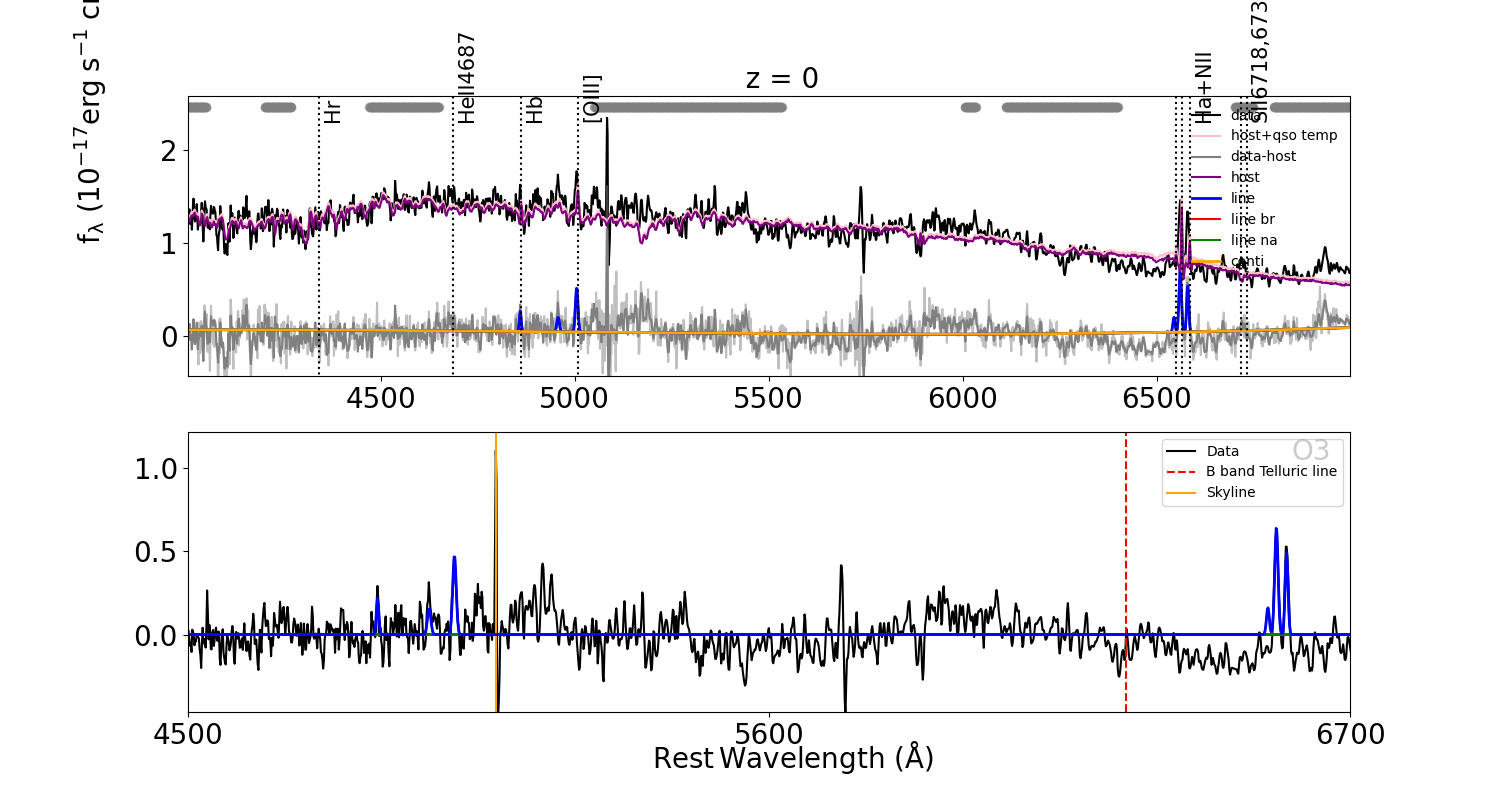 z = 0
f_λ (10^{-17} erg s^{-1} c
Hr
HeII4687
Hb
[OIII]
Ha+NII
SII6718,673
data
host+qso temp
data-host
host
line
line br
line na
conti
2
1
0
4500 5000 5500 6000 6500
O3
Data
B band Telluric line
Skyline
1.0
0.5
0.0
4500 5600 6700
Rest Wavelength (Å)